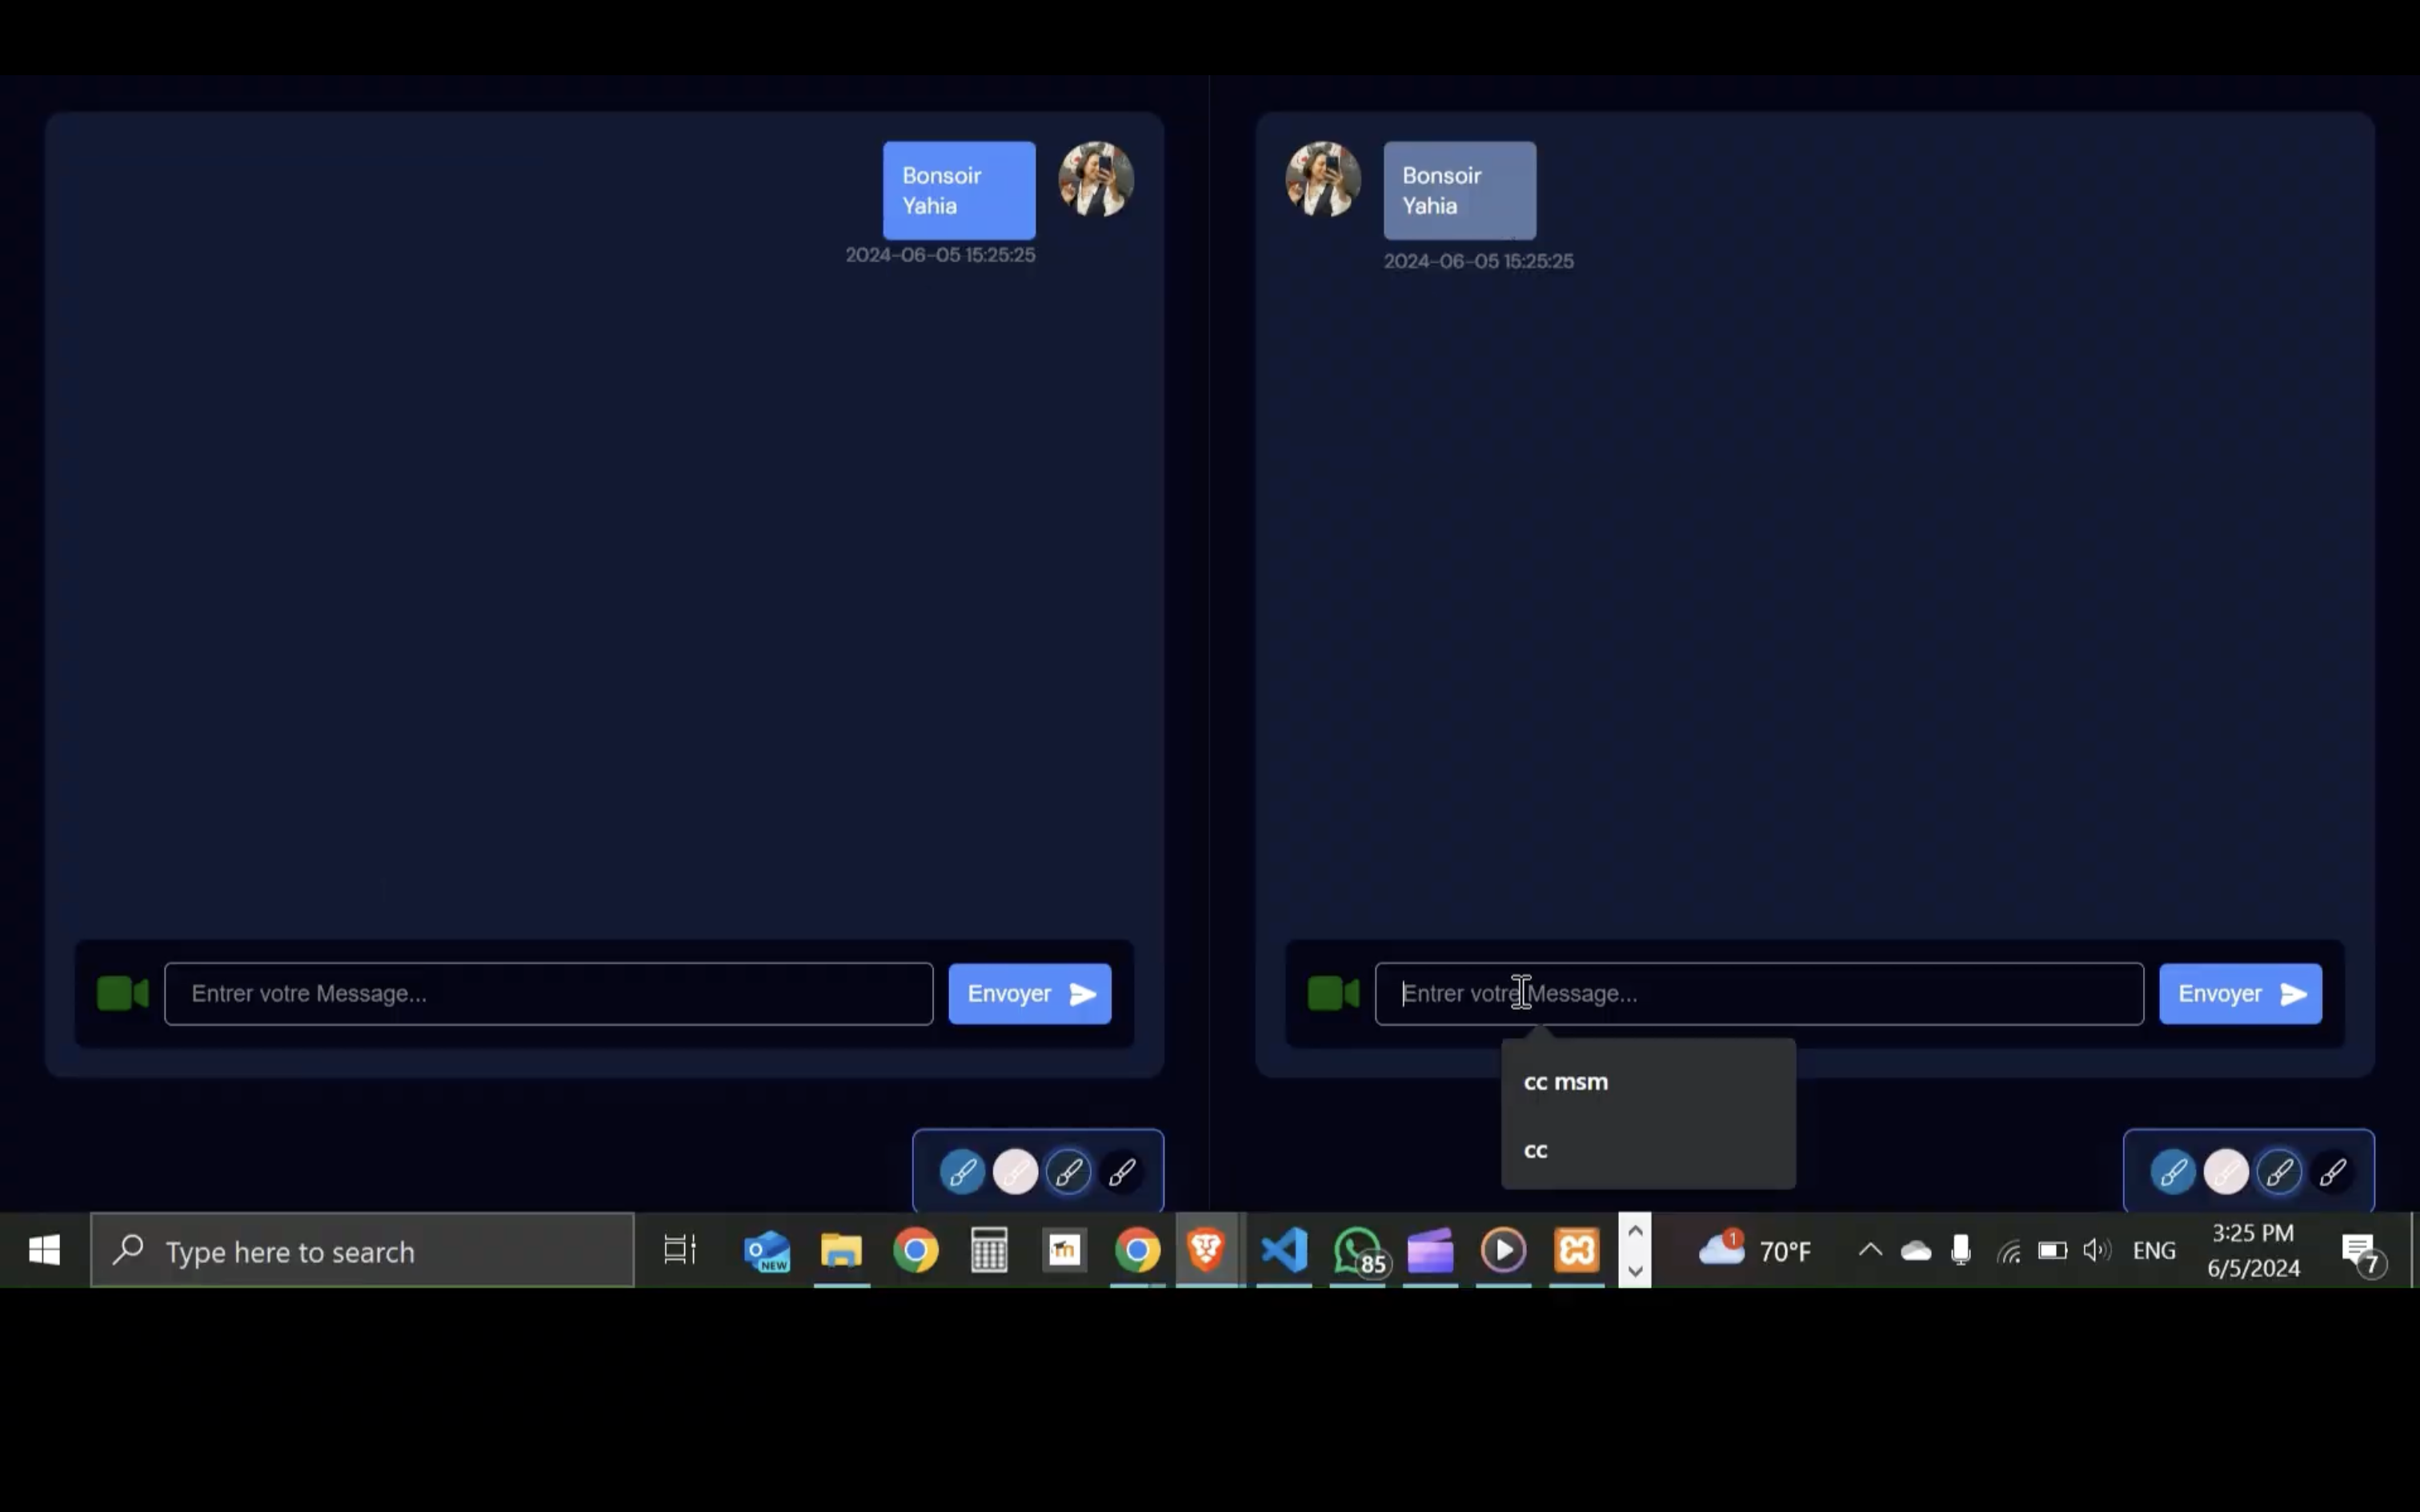 Bonsoir
Yahia
2024-06-05 15:25:25
Bonsoir
Yahia
2024-06-05 15:25:25
Entrer votre Message...
Envoyer
Entrer votre Message...
Envoyer
cc msm
cc
Type here to search
NEW
85
1
70°F
ENG
3:25 PM
6/5/2024
7